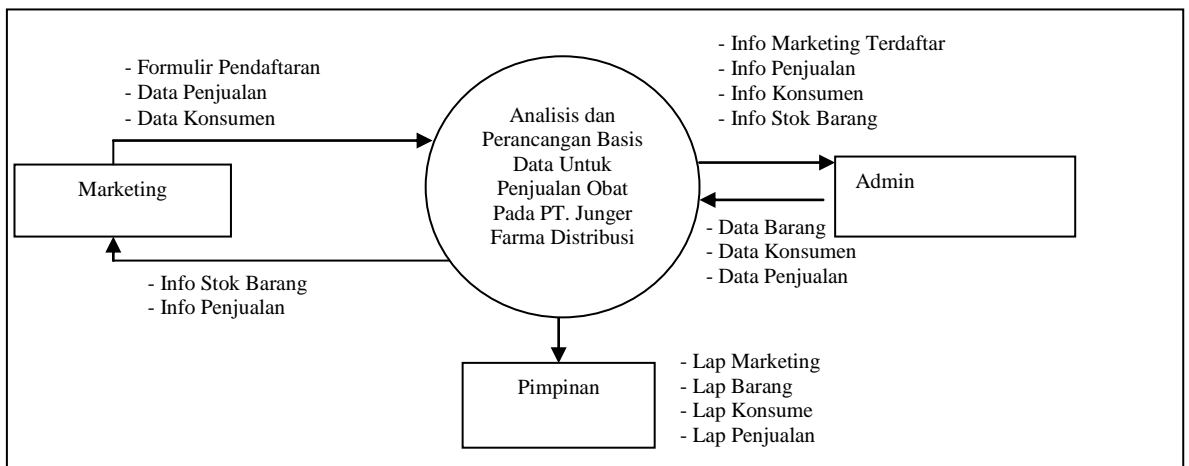 - Formulir Pendaftaran
- Data Penjualan
- Data Konsumen
Marketing
- Info Stok Barang
- Info Penjualan
Analisis dan
Perancangan Basis
Data Untuk
Penjualan Obat
Pada PT. Junger
Farma Distribusi
- Info Marketing Terdaftar
- Info Penjualan
- Info Konsumen
- Info Stok Barang
Admin
- Data Barang
- Data Konsumen
- Data Penjualan
Pimpinan
- Lap Marketing
- Lap Barang
- Lap Konsume
- Lap Penjualan